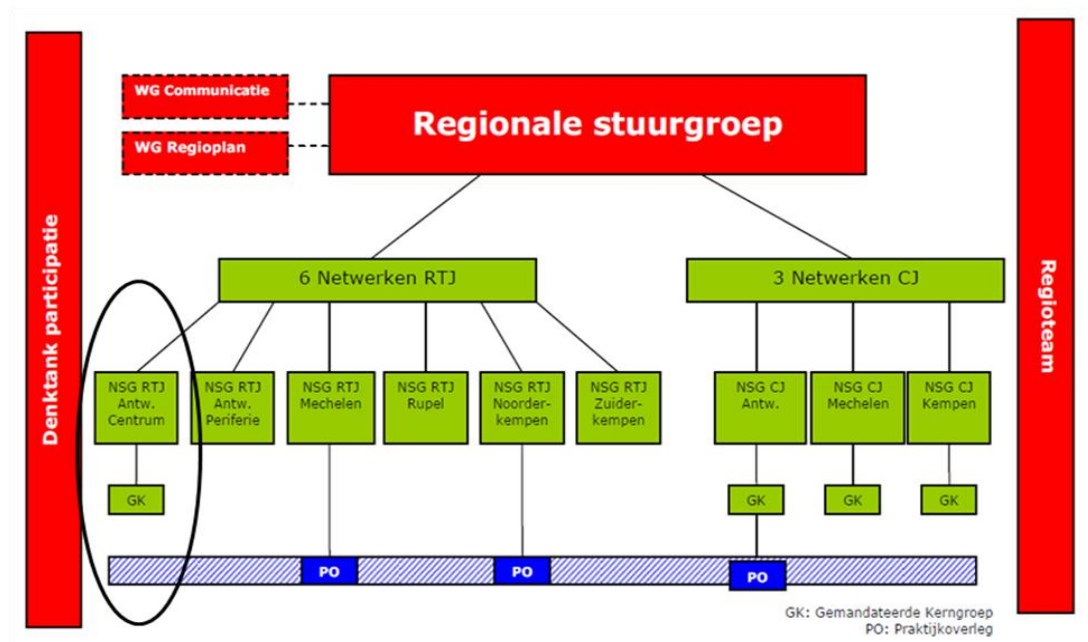 Denktank participatie
WG Communicatie
WG Regioplan
Regionale stuurgroep
Regioteam
6 Netwerken RTJ
3 Netwerken CJ
NSG RTJ
Antw.
Centrum
NSG RTJ
Antw.
Periferie
NSG RTJ
Mechelen
NSG RTJ
Rupel
NSG RTJ
Noorder-
kempen
NSG RTJ
Zuider-
kempen
NSG CJ
Antw.
NSG CJ
Mechelen
NSG CJ
Kempen
GK
GK
GK
GK
PO
PO
PO
GK: Gemandateerde Kerngroep
PO: Praktijkoverleg